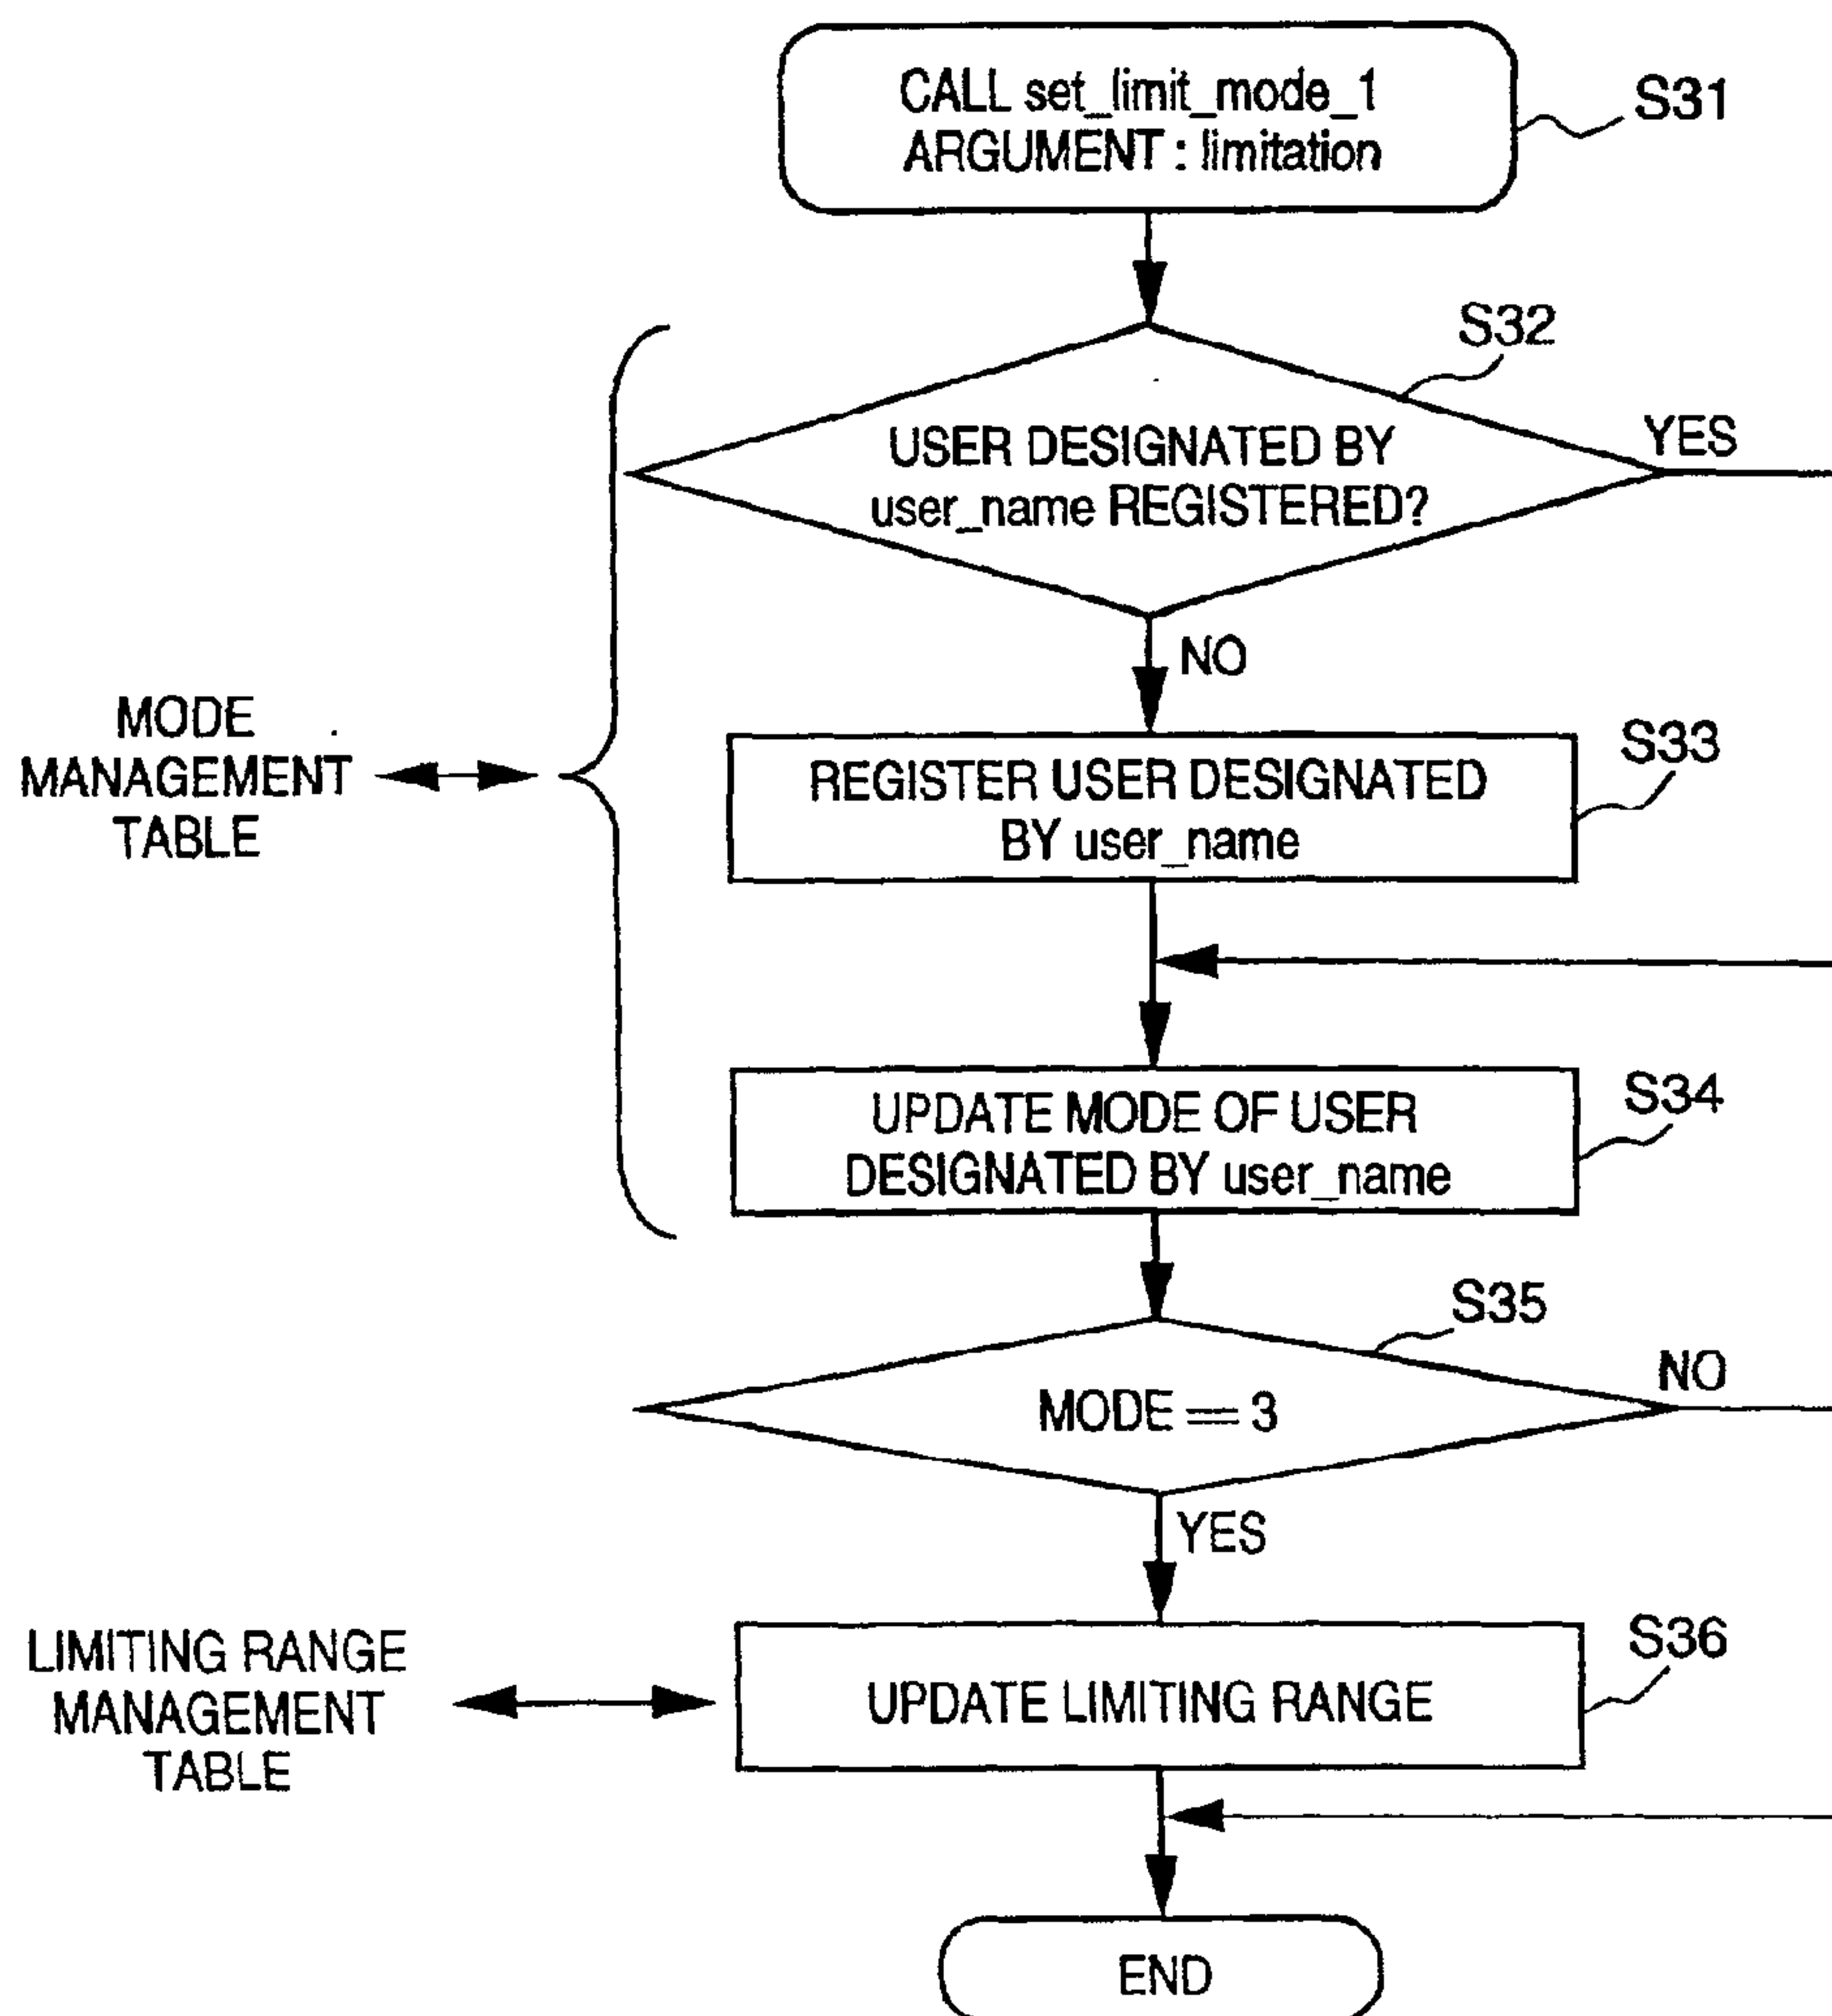 CALL set_limit_mode_1
ARGUMENT : limitation
S31
S32
USER DESIGNATED BY
user_name REGISTERED?
YES
NO
MODE
MANAGEMENT
TABLE
S33
REGISTER USER DESIGNATED
BY user_name
S34
UPDATE MODE OF USER
DESIGNATED BY user_name
S35
MODE == 3
NO
YES
LIMITING RANGE
MANAGEMENT
TABLE
S36
UPDATE LIMITING RANGE
END